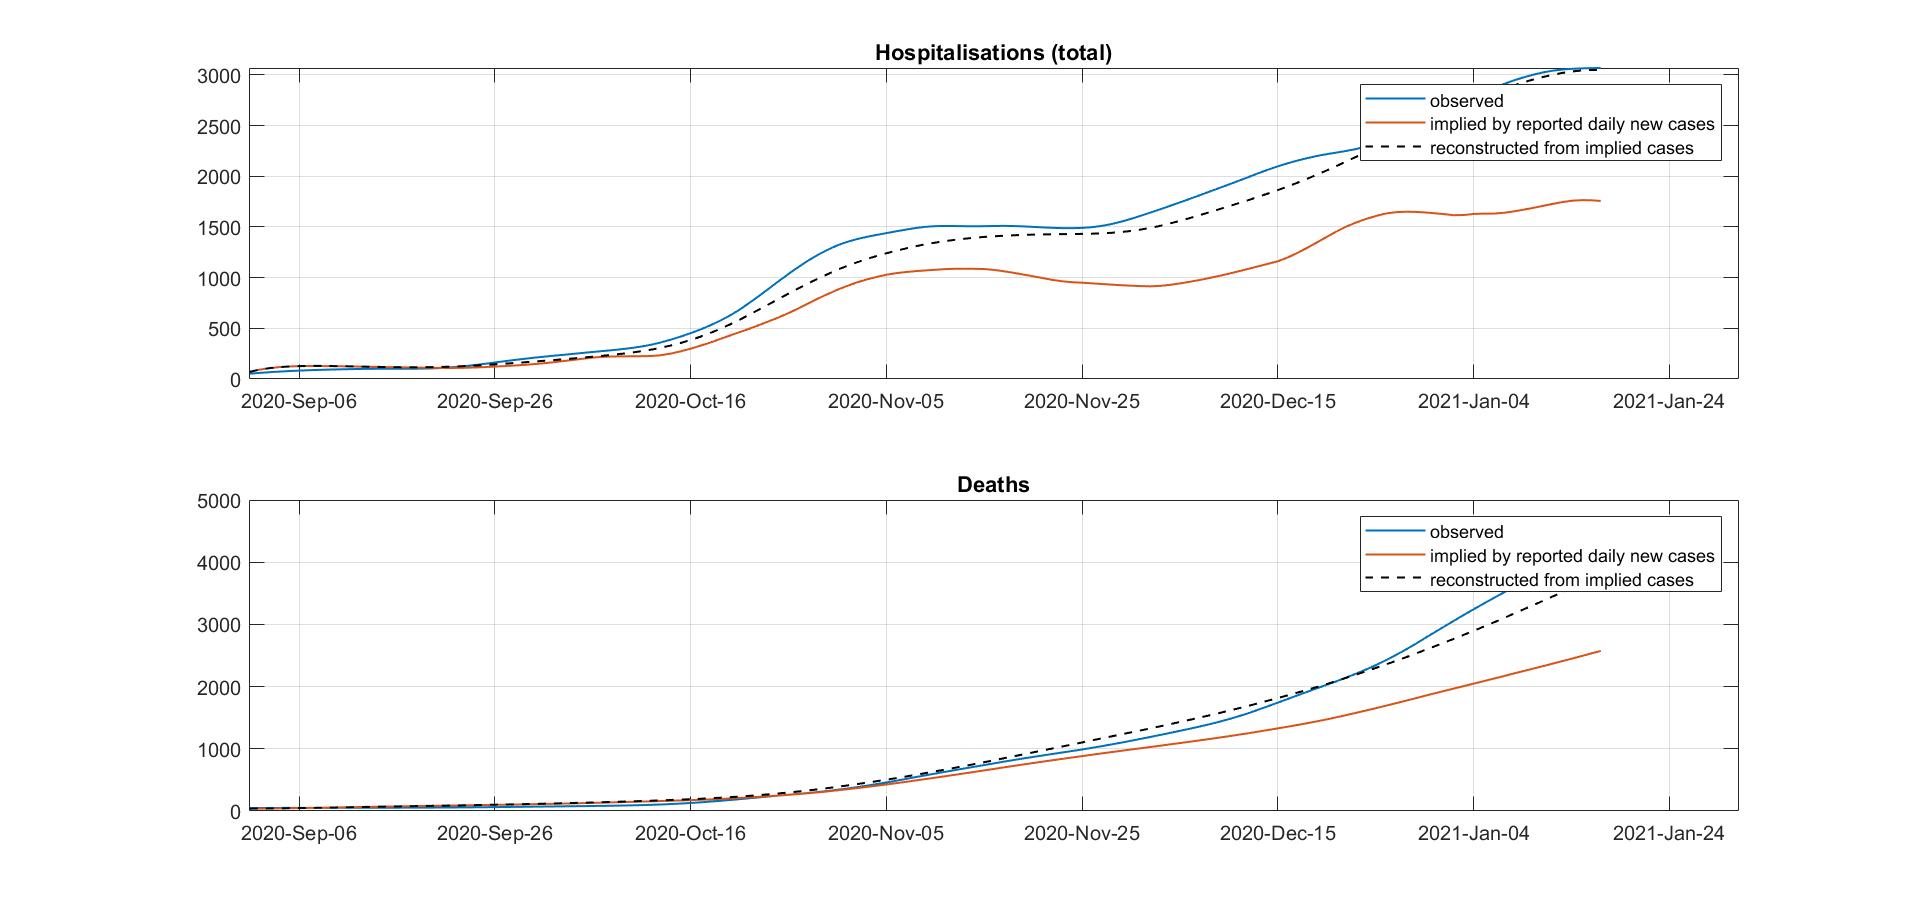 Hospitalisations (total)
3000
2500
2000
1500
1000
500
0
observed
implied by reported daily new cases
reconstructed from implied cases
2020-Sep-06 2020-Sep-26 2020-Oct-16 2020-Nov-05 2020-Nov-25 2020-Dec-15 2021-Jan-04 2021-Jan-24
Deaths
5000
4000
3000
2000
1000
0
observed
implied by reported daily new cases
reconstructed from implied cases
2020-Sep-06 2020-Sep-26 2020-Oct-16 2020-Nov-05 2020-Nov-25 2020-Dec-15 2021-Jan-04 2021-Jan-24